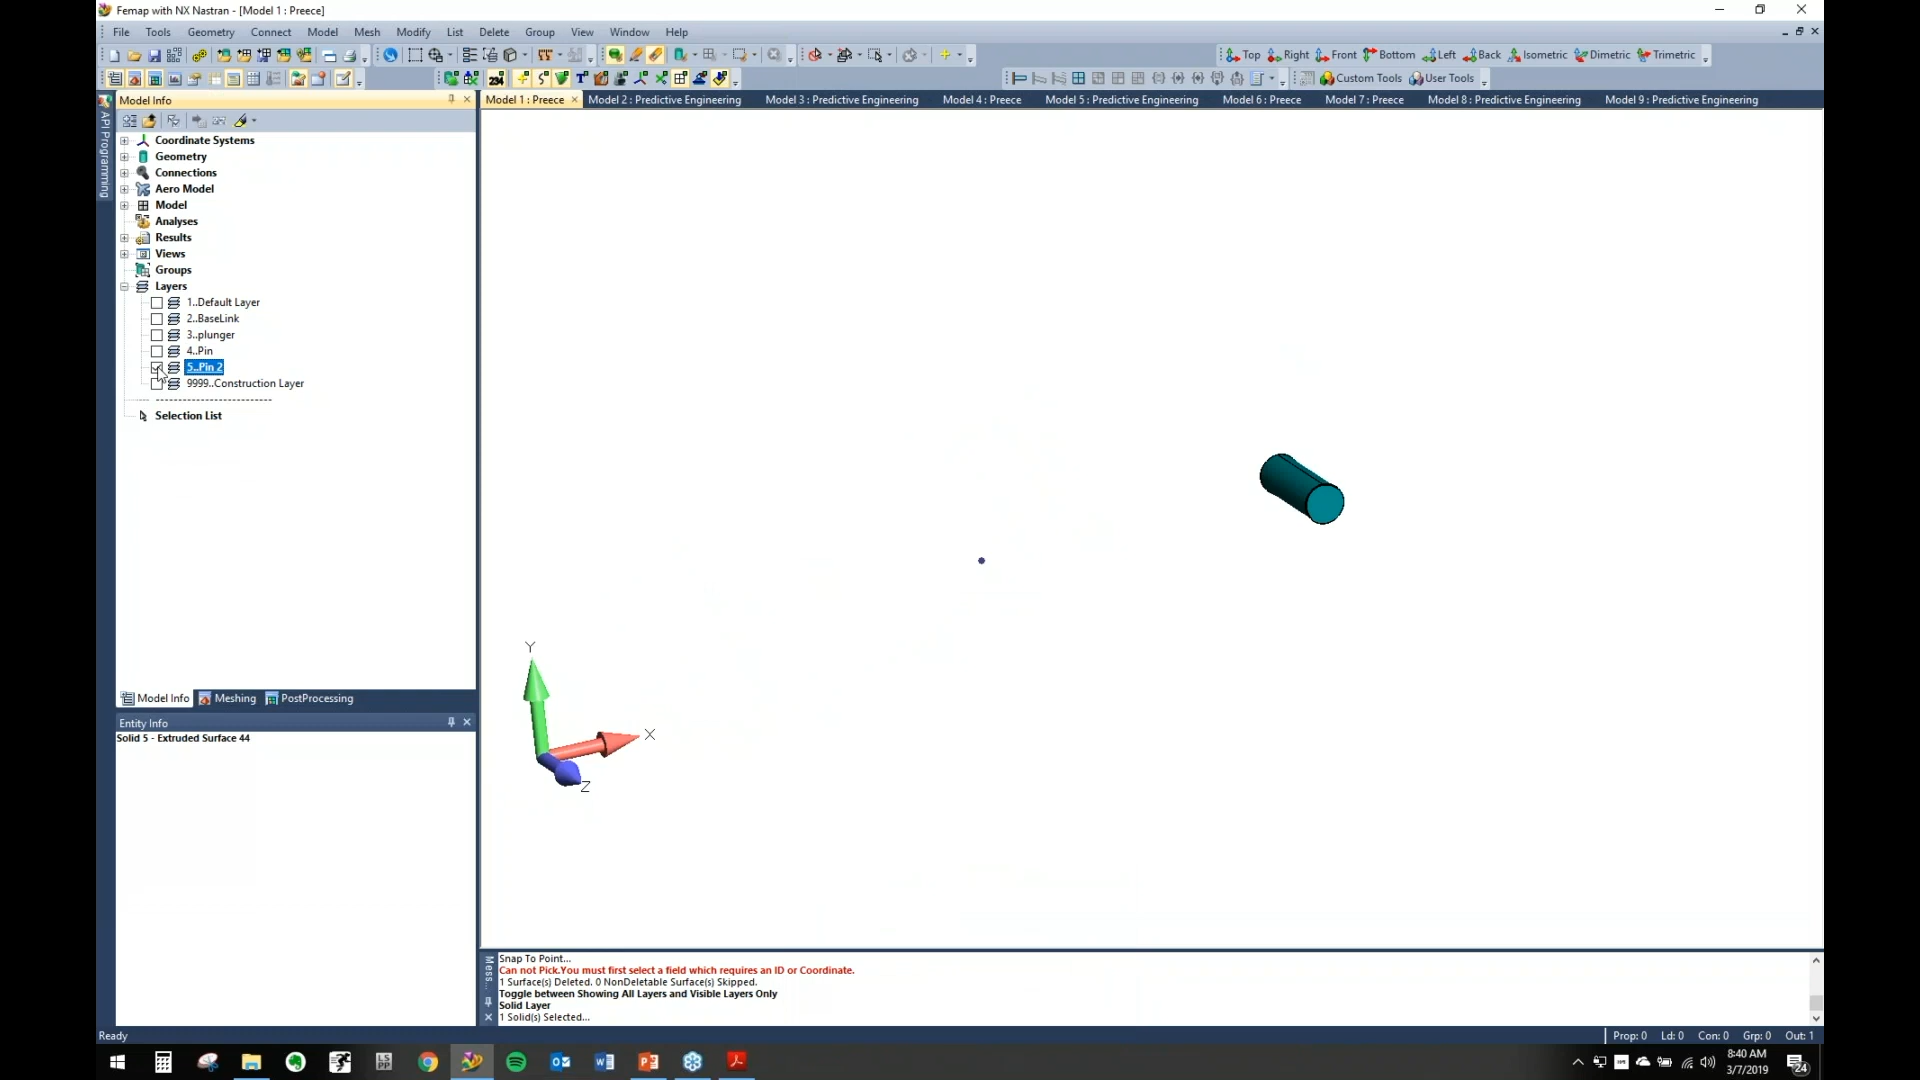 Femap with NX Nastran - [Model 1 : Preece]
File Tools Geometry Connect Model Mesh Modify List Delete Group View Window Help
Top Right Front Bottom Left Back Isometric Dimetric Trimetric
234 T Custom Tools User Tools
Model Info
Model 1 : Preece Model 2 : Predictive Engineering Model 3 : Predictive Engineering Model 4 : Preece Model 5 : Predictive Engineering Model 6 : Preece Model 7 : Preece Model 8 : Predictive Engineering Model 9 : Predictive Engineering
API Programming
Coordinate Systems
Geometry
Connections
Aero Model
Model
Analyses
Results
Views
Groups
Layers
1..Default Layer
2..BaseLink
3..plunger
4..Pin
5..Pin 2
9999..Construction Layer
Selection List
Y
X
Z
Model Info Meshing PostProcessing
Entity Info
Solid 5 - Extruded Surface 44
Mess...
Snap To Point...
Can not Pick.You must first select a field which requires an ID or Coordinate.
1 Surface(s) Deleted. 0 NonDeletable Surface(s) Skipped.
Toggle between Showing All Layers and Visible Layers Only
Solid Layer
1 Solid(s) Selected...
Ready Prop: 0 Ld: 0 Con: 0 Grp: 0 Out: 1
LS
PP
8:40 AM
3/7/2019
24